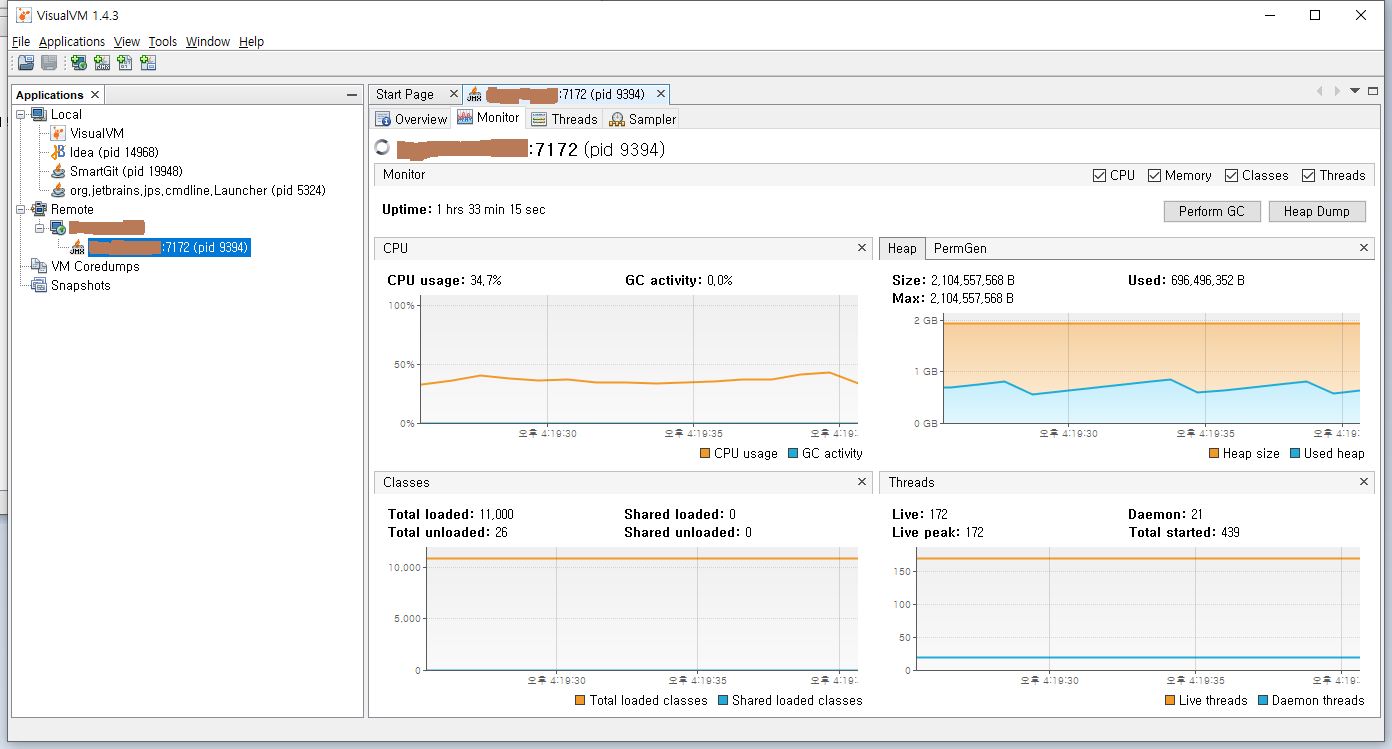 VisualVM 1.4.3
File Applications View Tools Window Help
Applications
Local
VisualVM
Idea (pid 14968)
SmartGit (pid 19948)
org.jetbrains.jps.cmdline.Launcher (pid 5324)
Remote
JMX :7172 (pid 9394)
VM Coredumps
Snapshots
Start Page JMX :7172 (pid 9394)
Overview Monitor Threads Sampler
:7172 (pid 9394)
Monitor CPU Memory Classes Threads
Uptime: 1 hrs 33 min 15 sec Perform GC Heap Dump
CPU
CPU usage: 34.7% GC activity: 0.0%
100%
50%
0%
오후 4:19:30 오후 4:19:35 오후 4:19:
CPU usage GC activity
Heap PermGen
Size: 2,104,557,568 B Used: 696,496,352 B
Max: 2,104,557,568 B
2 GB
1 GB
0 GB
오후 4:19:30 오후 4:19:35 오후 4:19:
Heap size Used heap
Classes
Total loaded: 11,000 Shared loaded: 0
Total unloaded: 26 Shared unloaded: 0
10,000
5,000
0
오후 4:19:30 오후 4:19:35 오후 4:19:
Total loaded classes Shared loaded classes
Threads
Live: 172 Daemon: 21
Live peak: 172 Total started: 439
150
100
50
0
오후 4:19:30 오후 4:19:35 오후 4:19:
Live threads Daemon threads